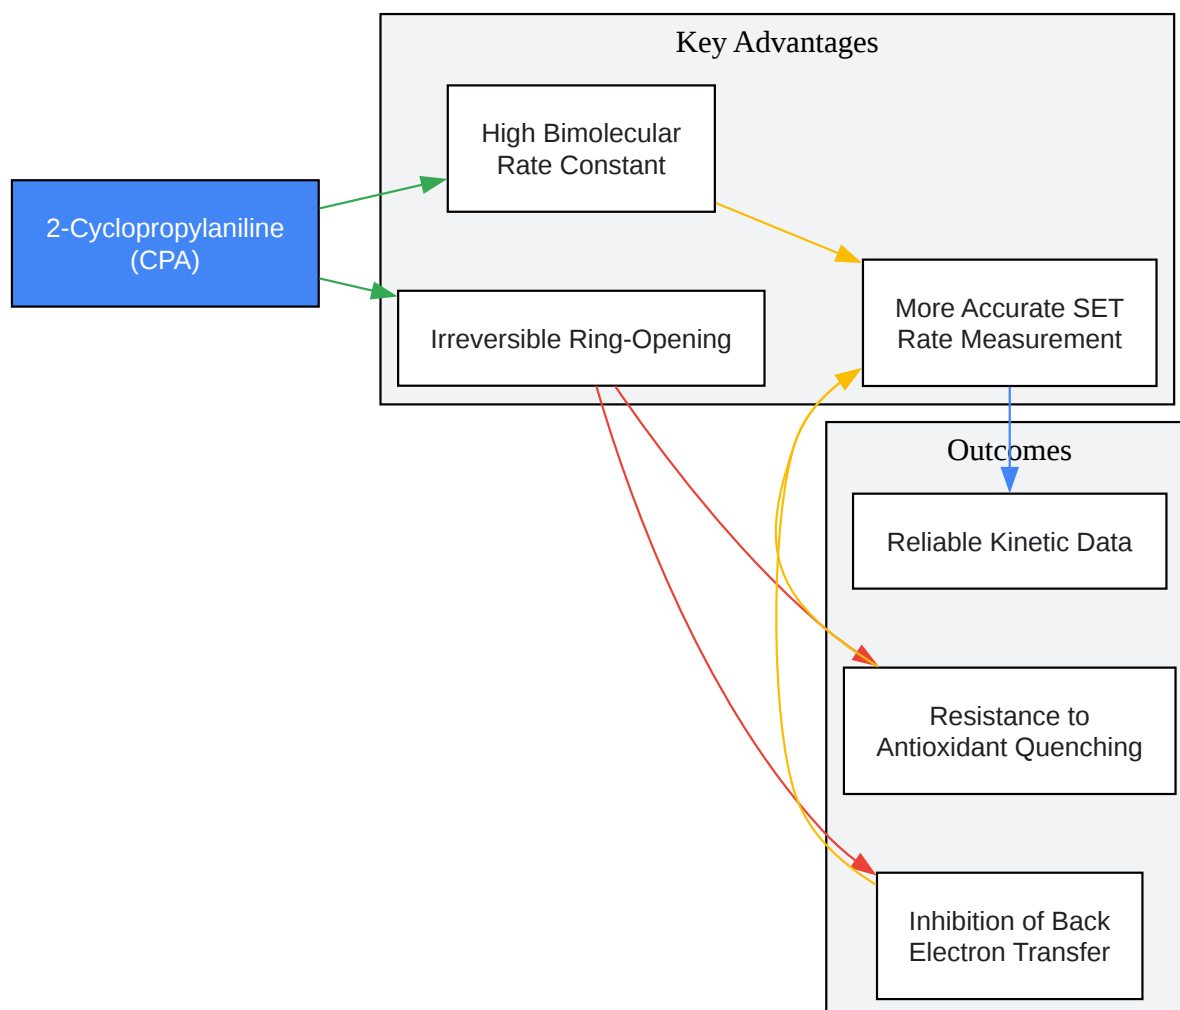 Key Advantages
High Bimolecular
Rate Constant
2-Cyclopropylaniline
(CPA)
Irreversible Ring-Opening
More Accurate SET
Rate Measurement
Outcomes
Reliable Kinetic Data
Resistance to
Antioxidant Quenching
Inhibition of Back
Electron Transfer